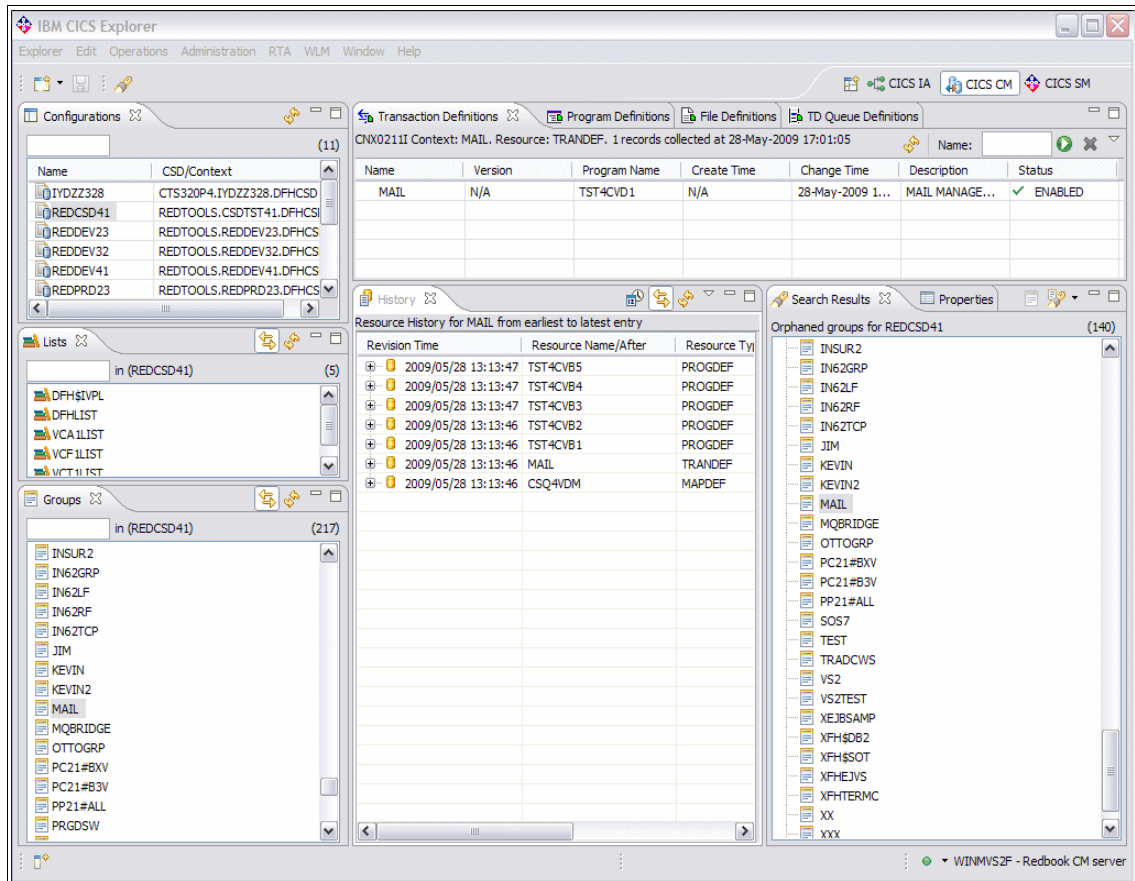 IBM CICS Explorer
Explorer Edit Operations Administration RTA WLM Window Help
CICS IA CICS CM CICS SM
Configurations
(11)
Name CSD/Context
IYDZZ328 CTS320P4.IYDZZ328.DFHCSD
REDCSD41 REDTOOLS.CSDTST41.DFHCSI
REDDEV23 REDTOOLS.REDDEV23.DFHCS
REDDEV32 REDTOOLS.REDDEV32.DFHCS
REDDEV41 REDTOOLS.REDDEV41.DFHCS
REDPRD23 REDTOOLS.REDPRD23.DFHCS
Lists
in (REDCSD41) (5)
DFH$IVPL
DFHLIST
VCA1LIST
VCF1LIST
VCT1LIST
Groups
in (REDCSD41) (217)
INSUR2
IN62GRP
IN62LF
IN62RF
IN62TCP
JIM
KEVIN
KEVIN2
MAIL
MQBRIDGE
OTTOGRP
PC21#BXV
PC21#B3V
PP21#ALL
PRGDSW
Transaction Definitions Program Definitions File Definitions TD Queue Definitions
CNX0211I Context: MAIL. Resource: TRANDEF. 1 records collected at 28-May-2009 17:01:05 Name:
Name Version Program Name Create Time Change Time Description Status
MAIL N/A TST4CVD1 N/A 28-May-2009 1... MAIL MANAGE... ENABLED
History
Resource History for MAIL from earliest to latest entry
Revision Time Resource Name/After Resource Ty
2009/05/28 13:13:47 TST4CVB5 PROGDEF
2009/05/28 13:13:47 TST4CVB4 PROGDEF
2009/05/28 13:13:47 TST4CVB3 PROGDEF
2009/05/28 13:13:46 TST4CVB2 PROGDEF
2009/05/28 13:13:46 TST4CVB1 PROGDEF
2009/05/28 13:13:46 MAIL TRANDEF
2009/05/28 13:13:46 CSQ4VDM MAPDEF
Search Results Properties
Orphaned groups for REDCSD41 (140)
INSUR2
IN62GRP
IN62LF
IN62RF
IN62TCP
JIM
KEVIN
KEVIN2
MAIL
MQBRIDGE
OTTOGRP
PC21#BXV
PC21#B3V
PP21#ALL
SOS7
TEST
TRADCWS
VS2
VS2TEST
XEJBSAMP
XFH$DB2
XFH$SOT
XFHEJVS
XFHTERMC
XX
XXX
WINMVS2F - Redbook CM server